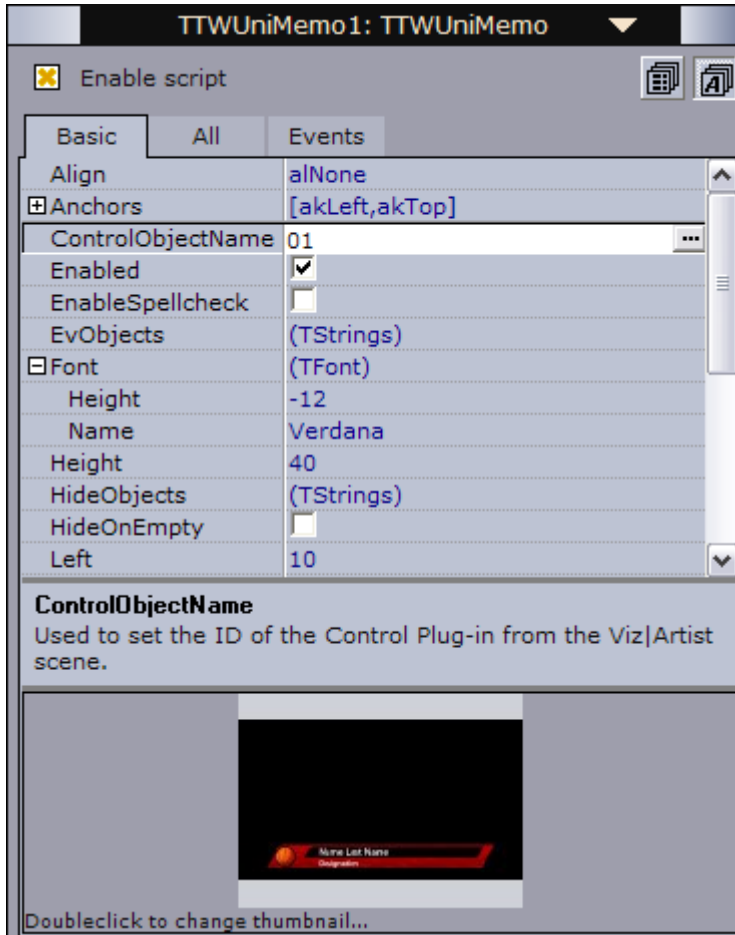 TTWUniMemo1: TTWUniMemo
Enable script
Basic All Events
Align alNone
Anchors [akLeft,akTop]
ControlObjectName 01 ...
Enabled
EnableSpellcheck
EvObjects (TStrings)
Font (TFont)
Height -12
Name Verdana
Height 40
HideObjects (TStrings)
HideOnEmpty
Left 10
ControlObjectName
Used to set the ID of the Control Plug-in from the Viz|Artist
scene.
Name Last Name
Designation
Doubleclick to change thumbnail...